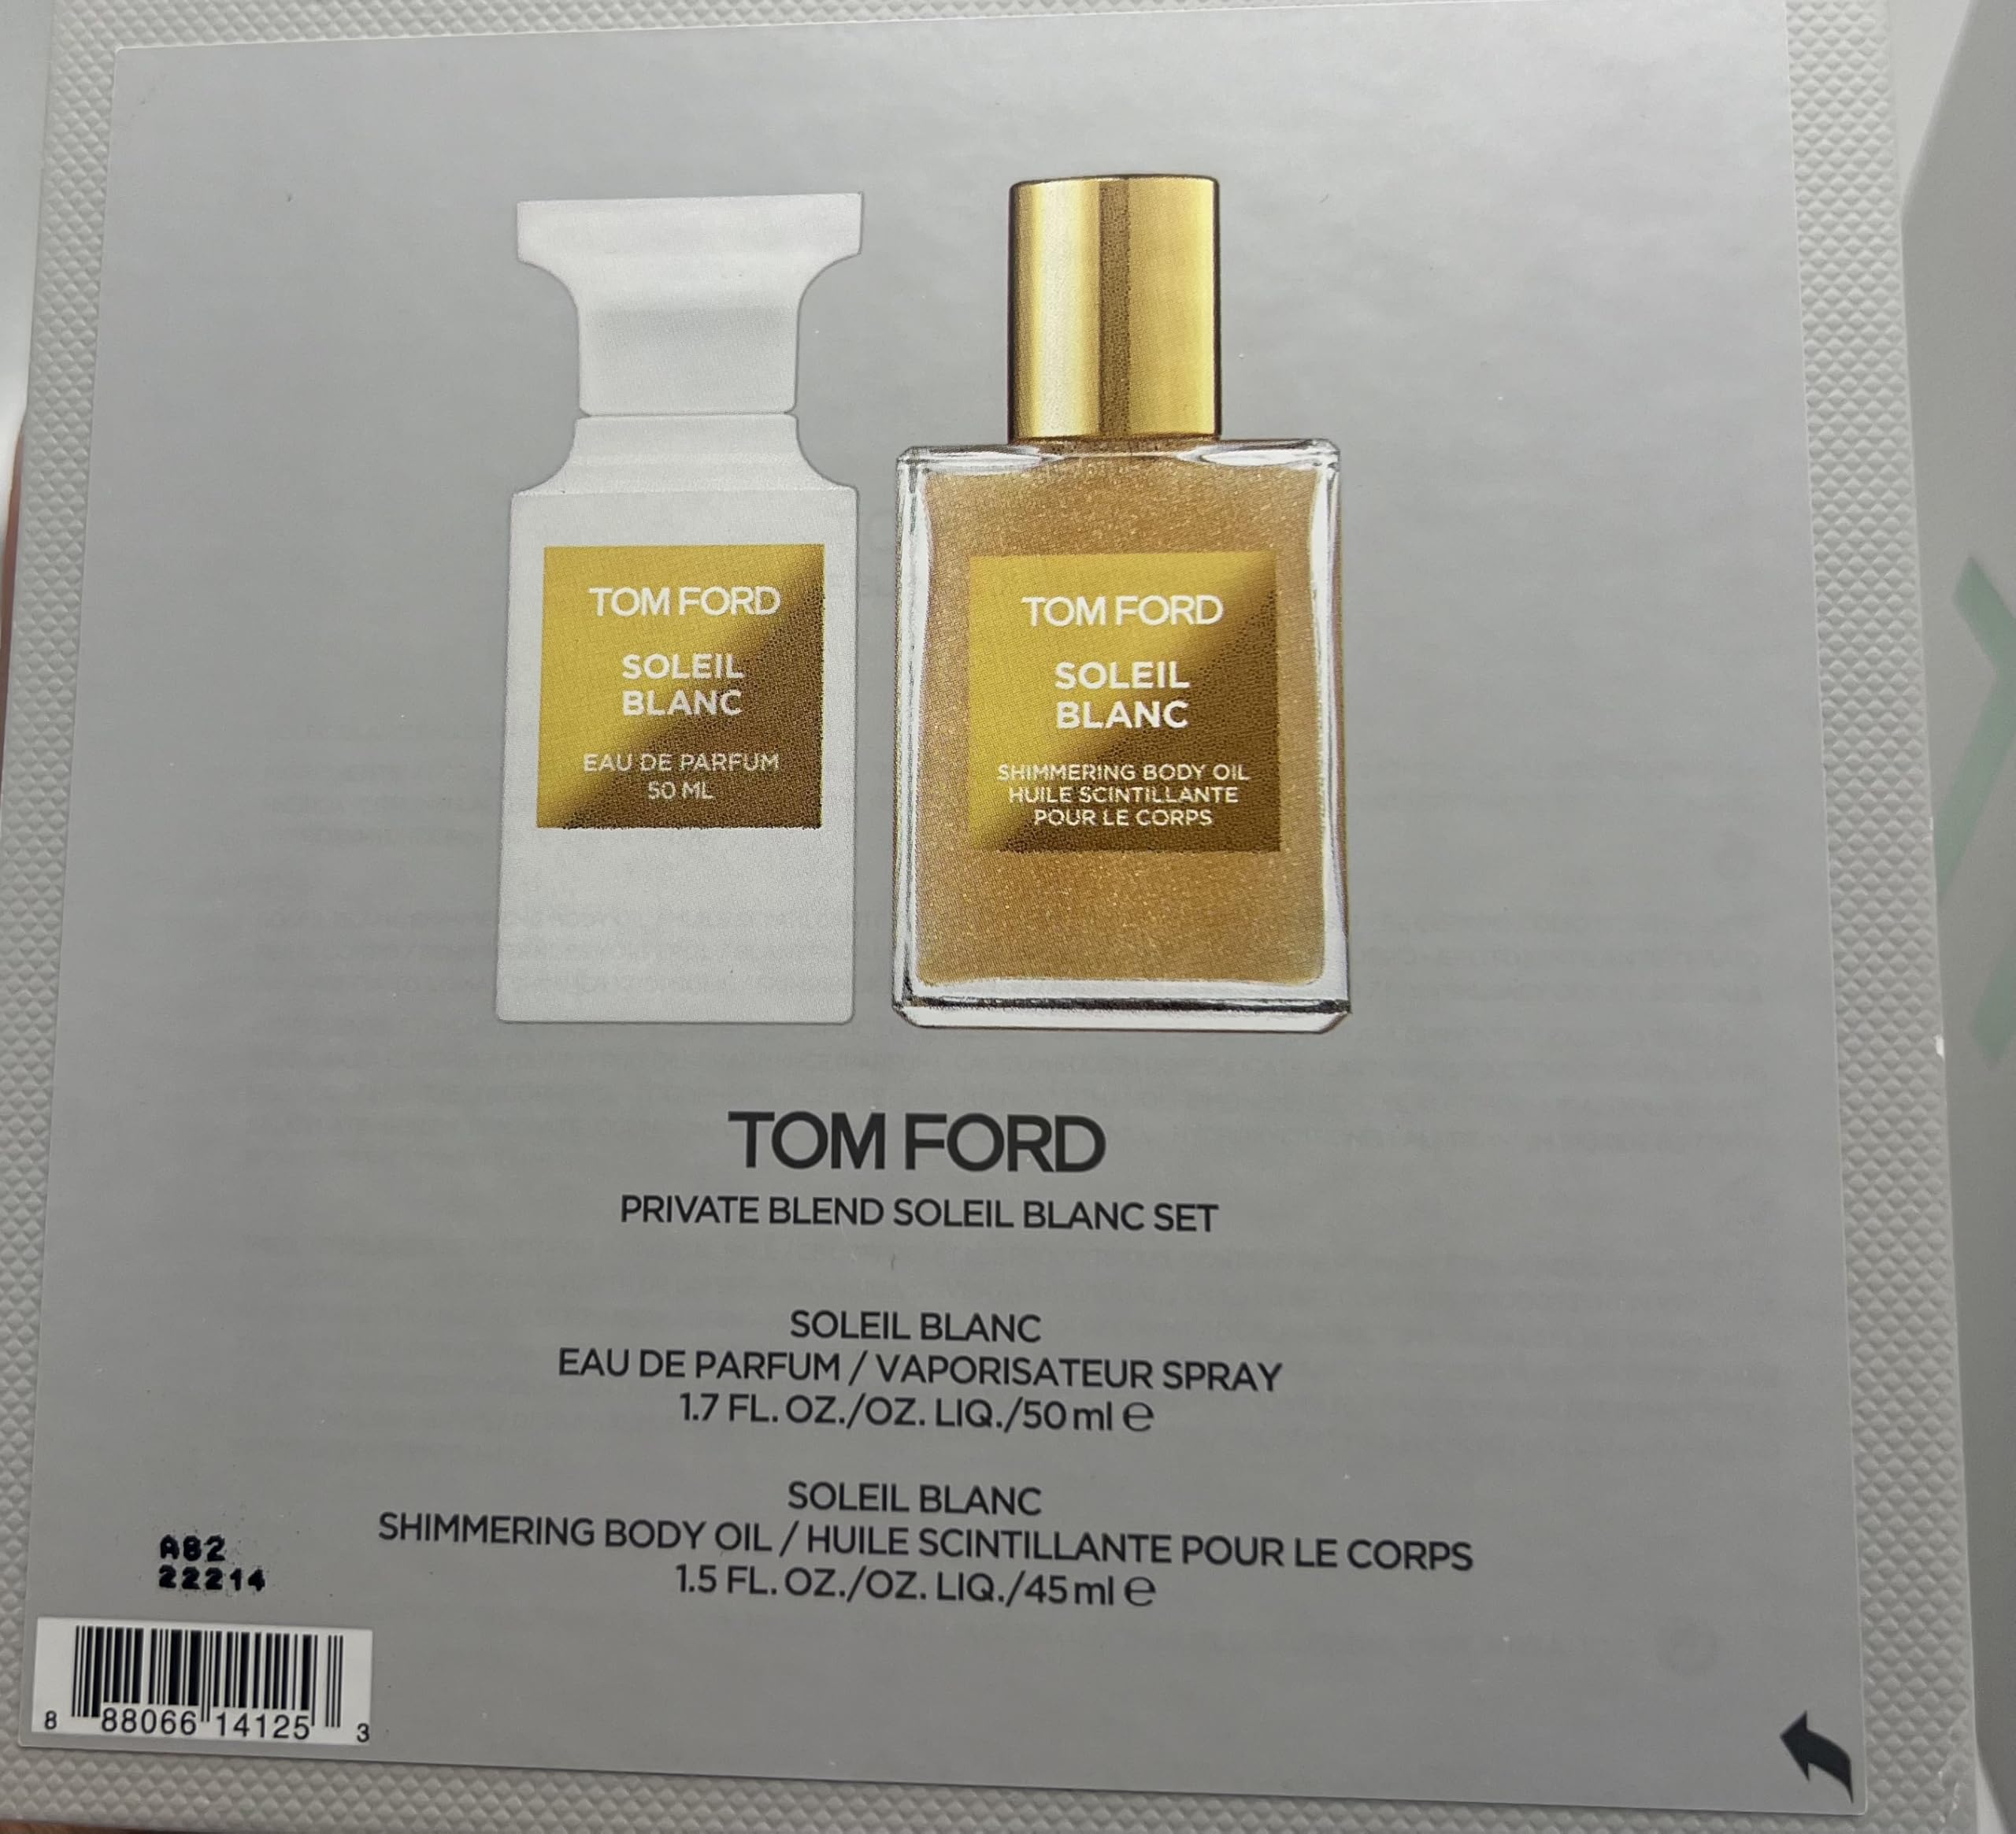 TOM FORD
SOLEIL
BLANC
EAU DE PARFUM
50 ML
TOM FORD
SOLEIL
BLANC
SHIMMERING BODY OIL
HUILE SCINTILLANTE
POUR LE CORPS
TOM FORD
PRIVATE BLEND SOLEIL BLANC SET
SOLEIL BLANC
EAU DE PARFUM / VAPORISATEUR SPRAY
1.7 FL. OZ./OZ. LIQ./50 ml ℮
SOLEIL BLANC
SHIMMERING BODY OIL / HUILE SCINTILLANTE POUR LE CORPS
1.5 FL. OZ./OZ. LIQ./45 ml ℮
A82
22214
8 88066 14125 3